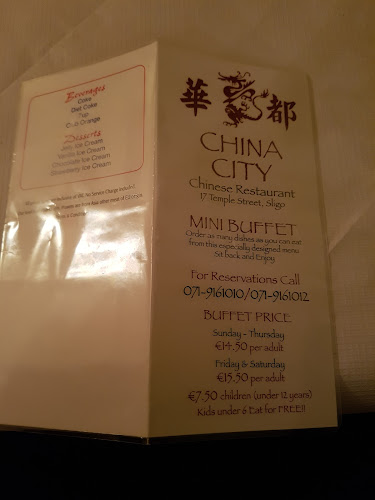 Beverages
Coke
Diet Coke
7up
Club Orange
Desserts
Jelly Ice Cream
Vanilla Ice Cream
Chocolate Ice Cream
Strawberry Ice Cream
華 都
CHINA
CITY
Chinese Restaurant
17 Temple Street, Sligo
MINI BUFFET
Order as many dishes as you can eat
from this especially designed menu
Sit back and Enjoy
For Reservations Call
071-9161010/071-9161012
BUFFET PRICE
Sunday - Thursday
€14.50 per adult
Friday & Saturday
€15.50 per adult
€7.50 children (under 12 years)
Kids under 6 Eat for FREE!!